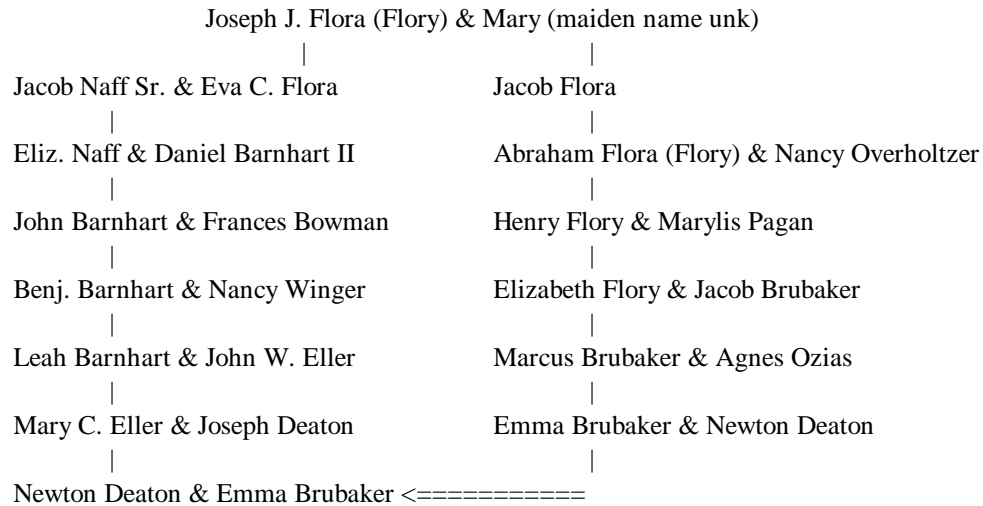 Joseph J. Flora (Flory) & Mary (maiden name unk)
| |
Jacob Naff Sr. & Eva C. Flora Jacob Flora
| |
Eliz. Naff & Daniel Barnhart II Abraham Flora (Flory) & Nancy Overholtzer
| |
John Barnhart & Frances Bowman Henry Flory & Marylis Pagan
| |
Benj. Barnhart & Nancy Winger Elizabeth Flory & Jacob Brubaker
| |
Leah Barnhart & John W. Eller Marcus Brubaker & Agnes Ozias
| |
Mary C. Eller & Joseph Deaton Emma Brubaker & Newton Deaton
| |
Newton Deaton & Emma Brubaker <===========